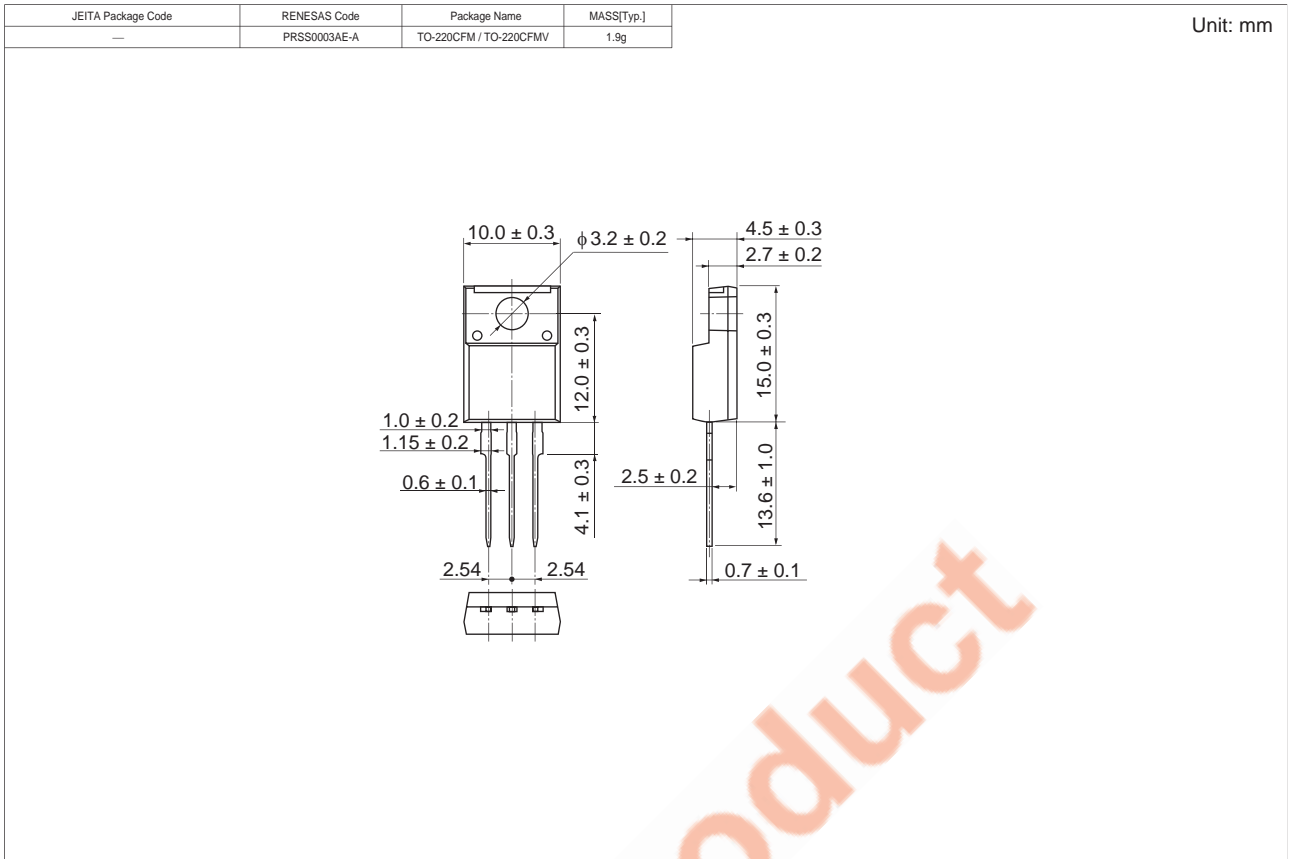 JEITA Package Code RENESAS Code Package Name MASS[Typ.]
— PRSS0003AE-A TO-220CFM / TO-220CFMV 1.9g
Unit: mm
10.0 ± 0.3
ϕ 3.2 ± 0.2
4.5 ± 0.3
2.7 ± 0.2
12.0 ± 0.3
15.0 ± 0.3
1.0 ± 0.2
1.15 ± 0.2
0.6 ± 0.1
4.1 ± 0.3
2.5 ± 0.2
13.6 ± 1.0
2.54 2.54
0.7 ± 0.1
oduct